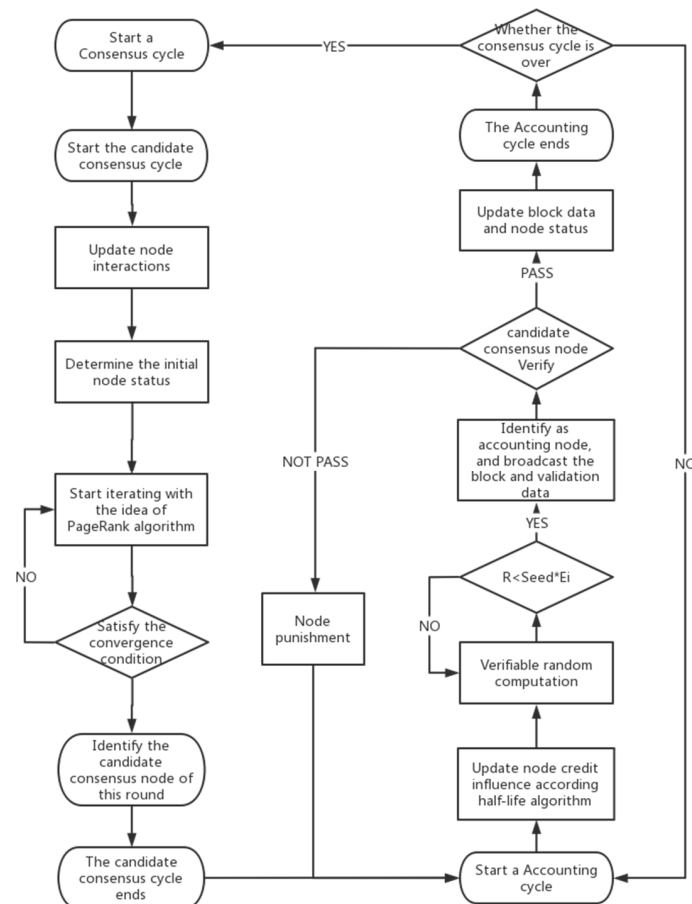 Start a
Consensus cycle
Start the candidate
consensus cycle
Update node
interactions
Determine the initial
node status
Start iterating with
the idea of
PageRank algorithm
NO
Satisfy the
convergence
condition
Identify the
candidate
consensus node of
this round
The candidate
consensus cycle
ends
YES
NOT PASS
Node
punishment
Whether the
consensus cycle is
over
The Accounting
cycle ends
Update block data
and node status
PASS
candidate
consensus node
Verify
Identify as
accounting node,
and broadcast the
block and validation
data
YES
R<Seed*Ei
NO
Verifiable random
computation
Update node credit
influence according
half-life algorithm
Start a Accounting
cycle
NO